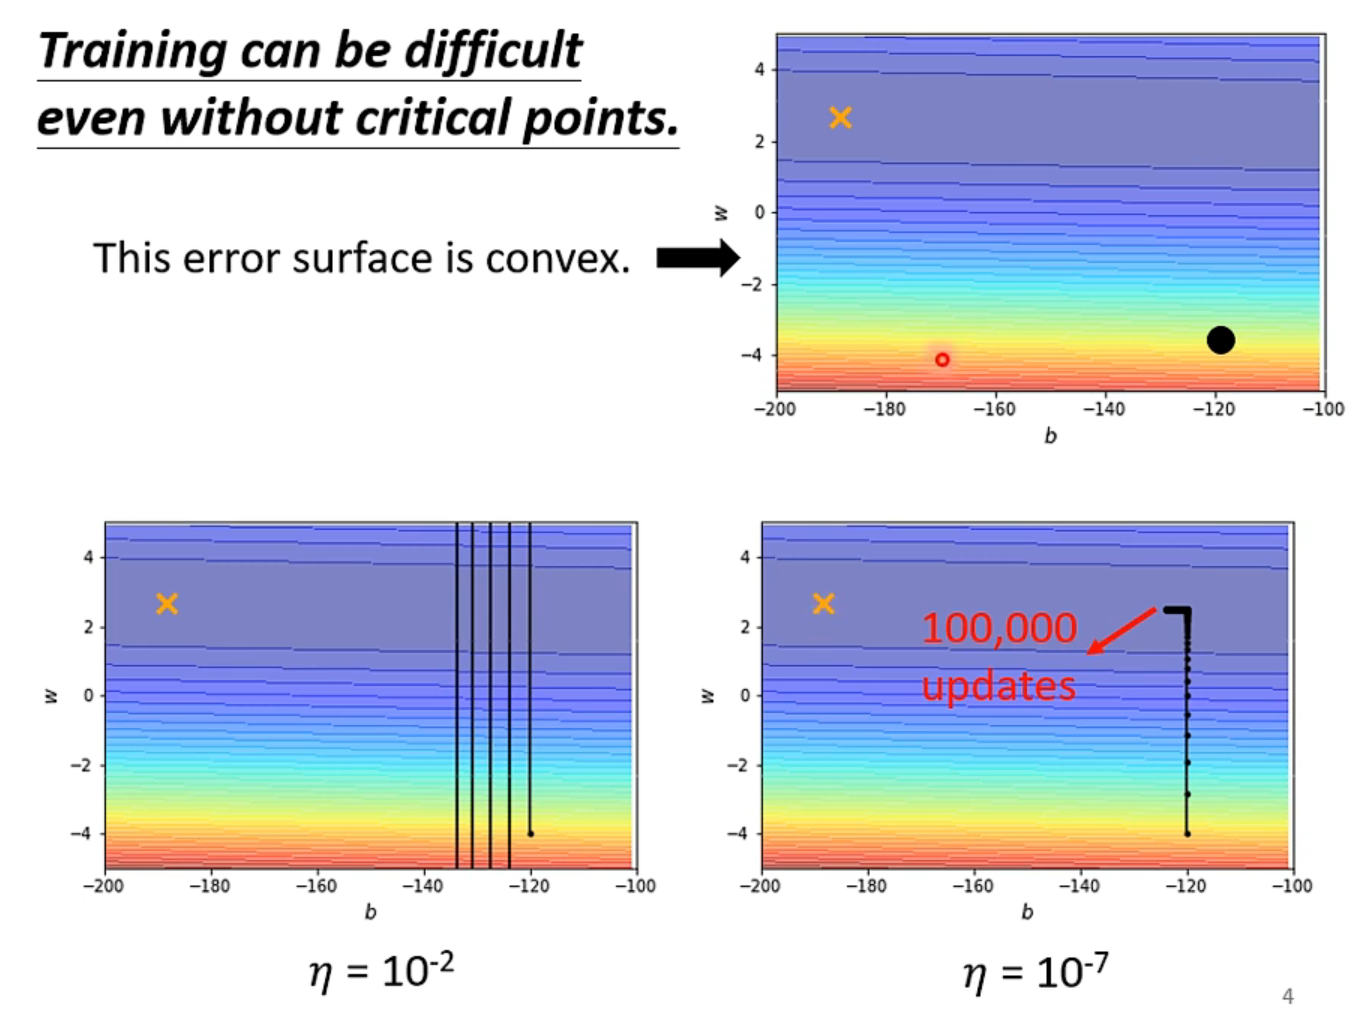 Training can be difficult
even without critical points.
This error surface is convex.
4
2
0
−2
−4
w
−200 −180 −160 −140 −120 −100
b
4
2
0
−2
−4
w
−200 −180 −160 −140 −120 −100
b
η = 10-2
4
2
0
−2
−4
w
100,000
updates
−200 −180 −160 −140 −120 −100
b
η = 10-7
4